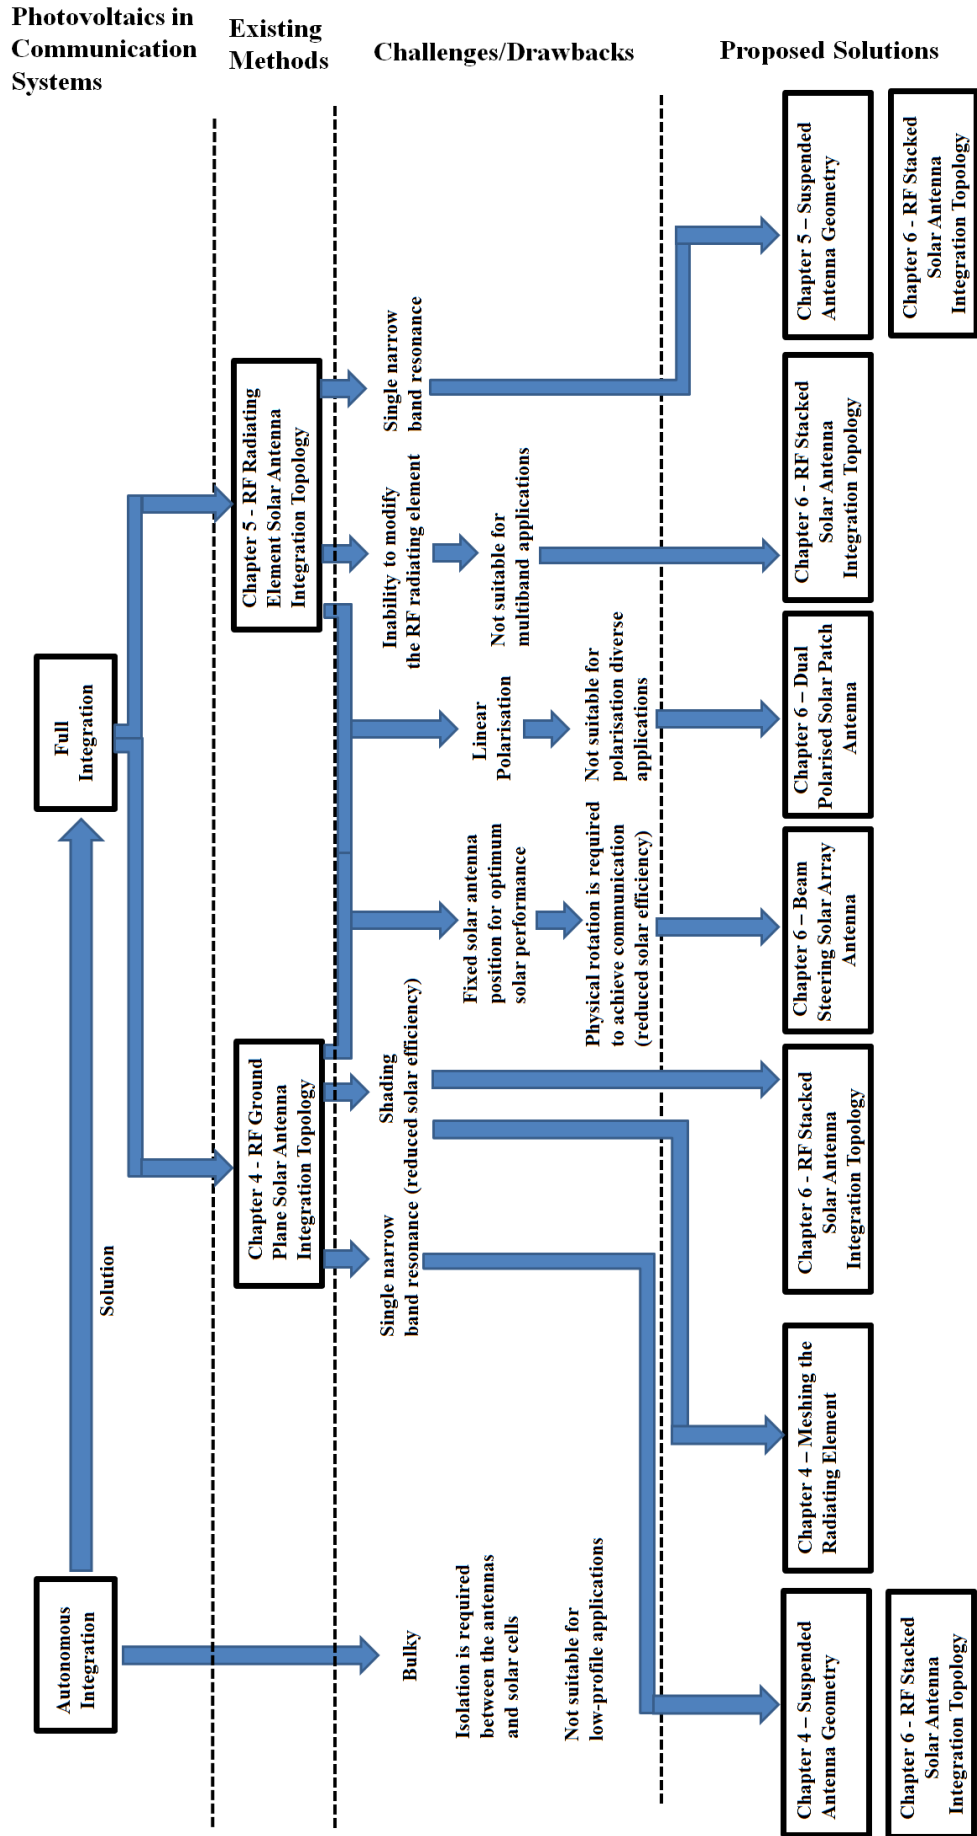 Photovoltaics in
Communication
Systems
Existing
Methods
Challenges/Drawbacks
Proposed Solutions
Autonomous
Integration
Solution
Full
Integration
Chapter 4 - RF Ground
Plane Solar Antenna
Integration Topology
Chapter 5 - RF Radiating
Element Solar Antenna
Integration Topology
Bulky
Isolation is required
between the antennas
and solar cells
Not suitable for
low-profile applications
Single narrow
band resonance
Shading
(reduced solar efficiency)
Fixed solar antenna
position for optimum
solar performance
Physical rotation is required
to achieve communication
(reduced solar efficiency)
Linear
Polarisation
Not suitable for
polarisation diverse
applications
Inability to modify
the RF radiating element
Not suitable for
multiband applications
Single narrow
band resonance
Chapter 4 – Suspended
Antenna Geometry
Chapter 6 - RF Stacked
Solar Antenna
Integration Topology
Chapter 4 – Meshing the
Radiating Element
Chapter 6 - RF Stacked
Solar Antenna
Integration Topology
Chapter 6 – Beam
Steering Solar Array
Antenna
Chapter 6 – Dual
Polarised Solar Patch
Antenna
Chapter 6 - RF Stacked
Solar Antenna
Integration Topology
Chapter 5 – Suspended
Antenna Geometry
Chapter 6 - RF Stacked
Solar Antenna
Integration Topology